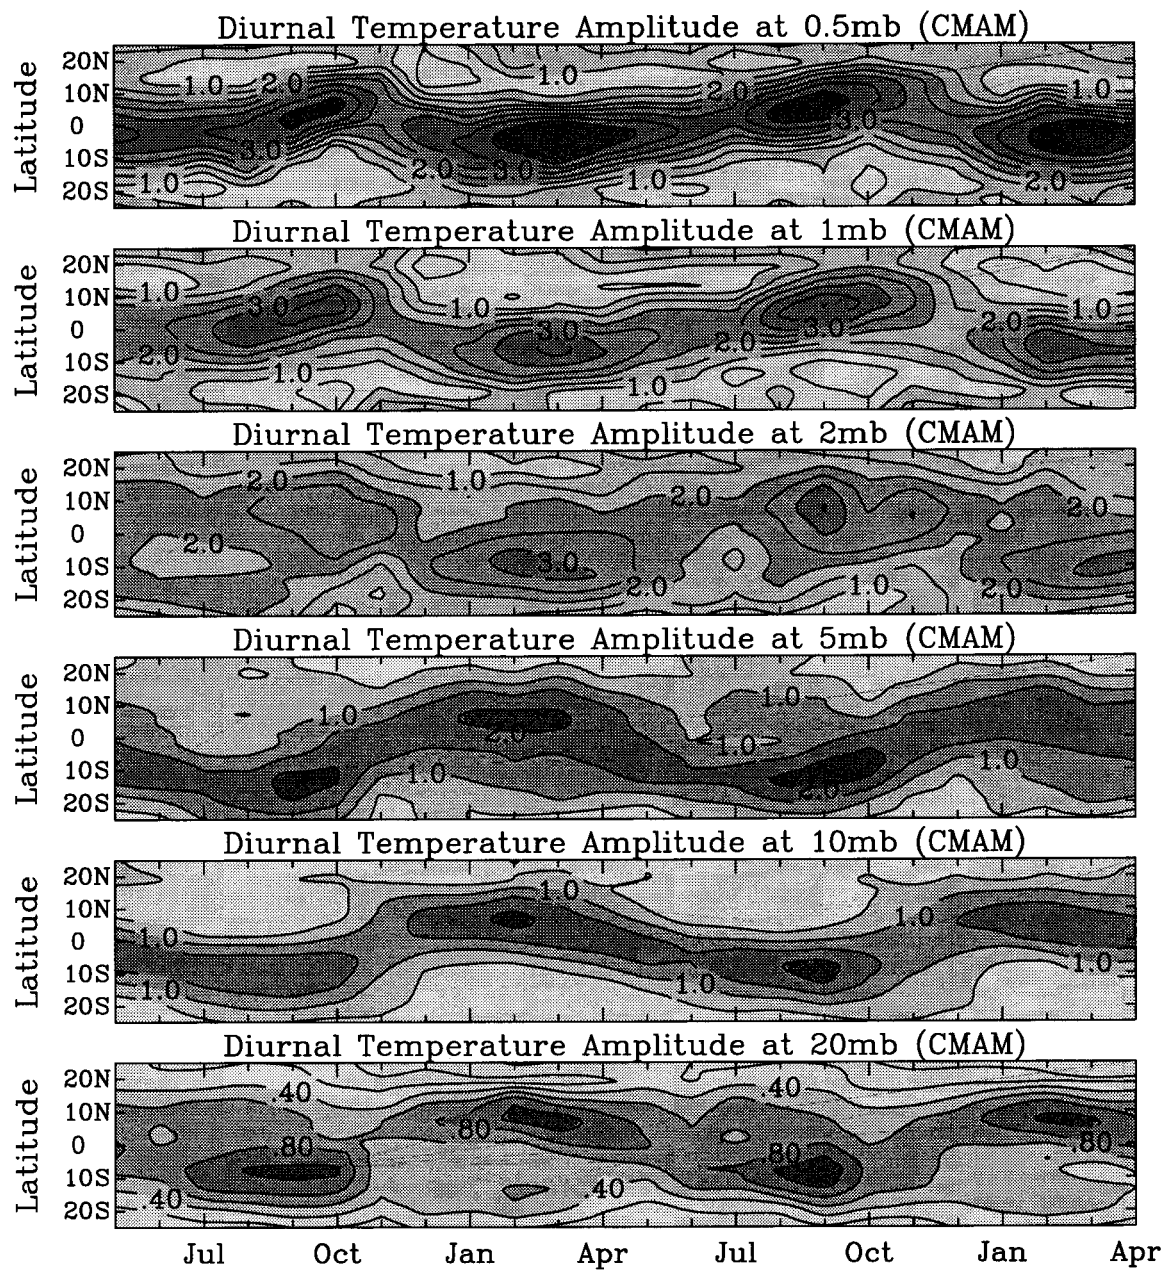 Diurnal Temperature Amplitude at 0.5mb (CMAM)
Latitude
20N
10N
0
10S
20S
1.0 2.0 1.0 2.0 1.0
3.0 3.0
1.0 2.0 3.0 1.0 2.0
Diurnal Temperature Amplitude at 1mb (CMAM)
Latitude
20N
10N
0
10S
20S
1.0 3.0 1.0 1.0
2.0 3.0 2.0 3.0 2.0
1.0 1.0
Diurnal Temperature Amplitude at 2mb (CMAM)
Latitude
20N
10N
0
10S
20S
2.0 1.0 2.0 2.0
2.0 3.0
2.0 1.0 2.0
Diurnal Temperature Amplitude at 5mb (CMAM)
Latitude
20N
10N
0
10S
20S
1.0 1.0
2.0 1.0 1.0
1.0 2.0
Diurnal Temperature Amplitude at 10mb (CMAM)
Latitude
20N
10N
0
10S
20S
1.0 1.0 1.0
1.0 1.0 1.0
Diurnal Temperature Amplitude at 20mb (CMAM)
Latitude
20N
10N
0
10S
20S
.40 .40
.80 .80 .80 .80
.40 .40
Jul Oct Jan Apr Jul Oct Jan Apr